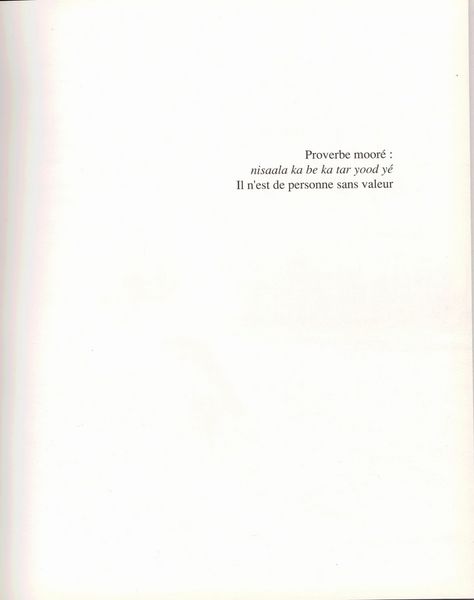 Proverbe mooré :
nisaala ka be ka tar yood yé
Il n'est de personne sans valeur